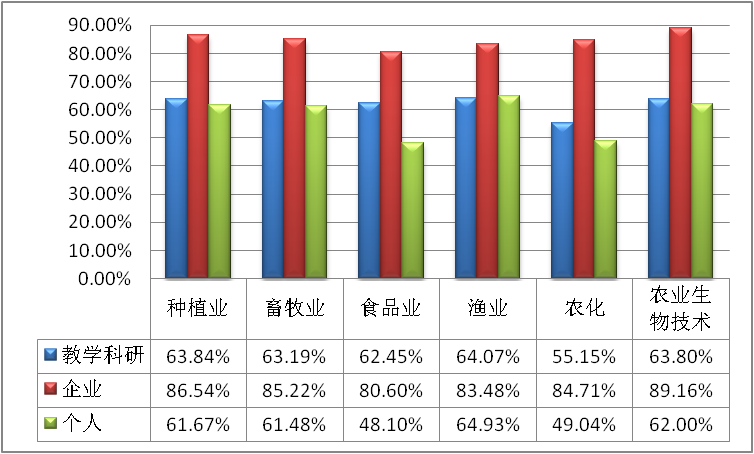 90.00%
80.00%
70.00%
60.00%
50.00%
40.00%
30.00%
20.00%
10.00%
0.00%
种植业 畜牧业 食品业 渔业 农化 农业生
物技术
教学科研 63.84% 63.19% 62.45% 64.07% 55.15% 63.80%
企业 86.54% 85.22% 80.60% 83.48% 84.71% 89.16%
个人 61.67% 61.48% 48.10% 64.93% 49.04% 62.00%